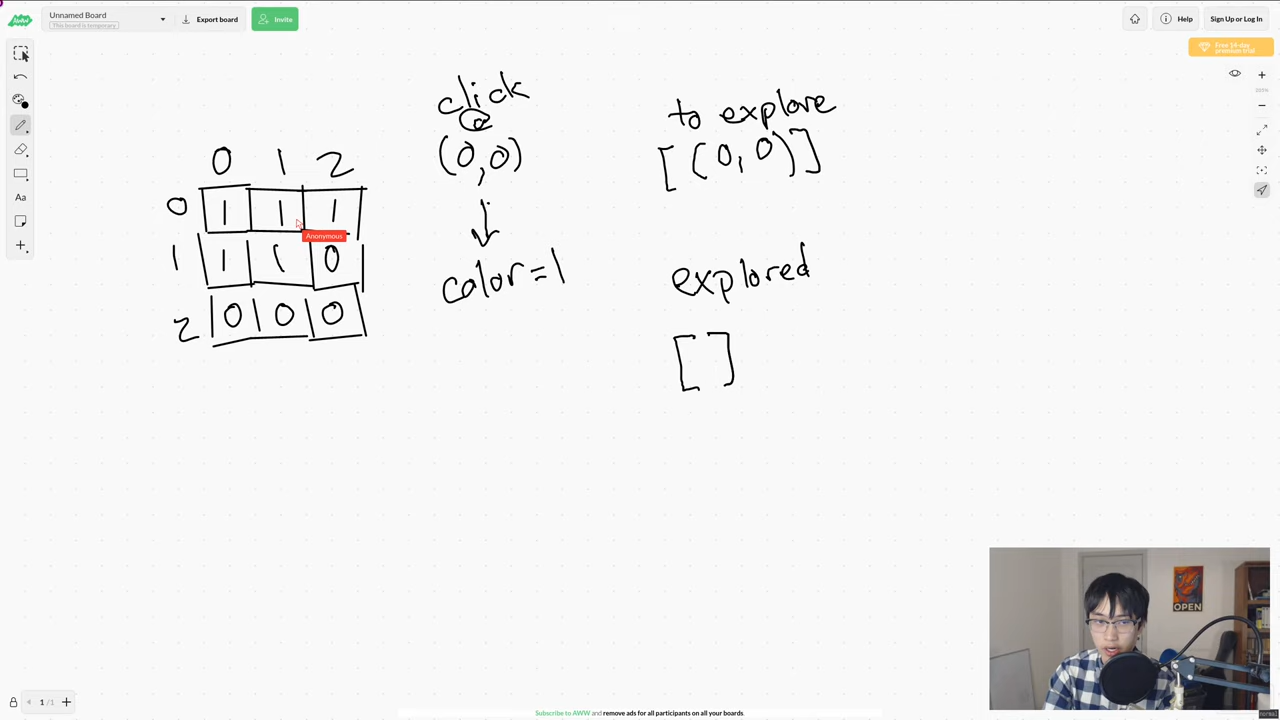 AWW
Unnamed Board
This board is temporary
Export board
Invite
Help
Sign Up or Log In
Free 14-day
premium trial
Aa
click
@
(0,0)
color=1
to explore
[(0,0)]
explored
[ ]
0 1 2
0 1 1 1
1 1 1 0
2 0 0 0
Anonymous
OPEN
1 / 1
Subscribe to AWW and remove ads for all participants on all your boards.
normal